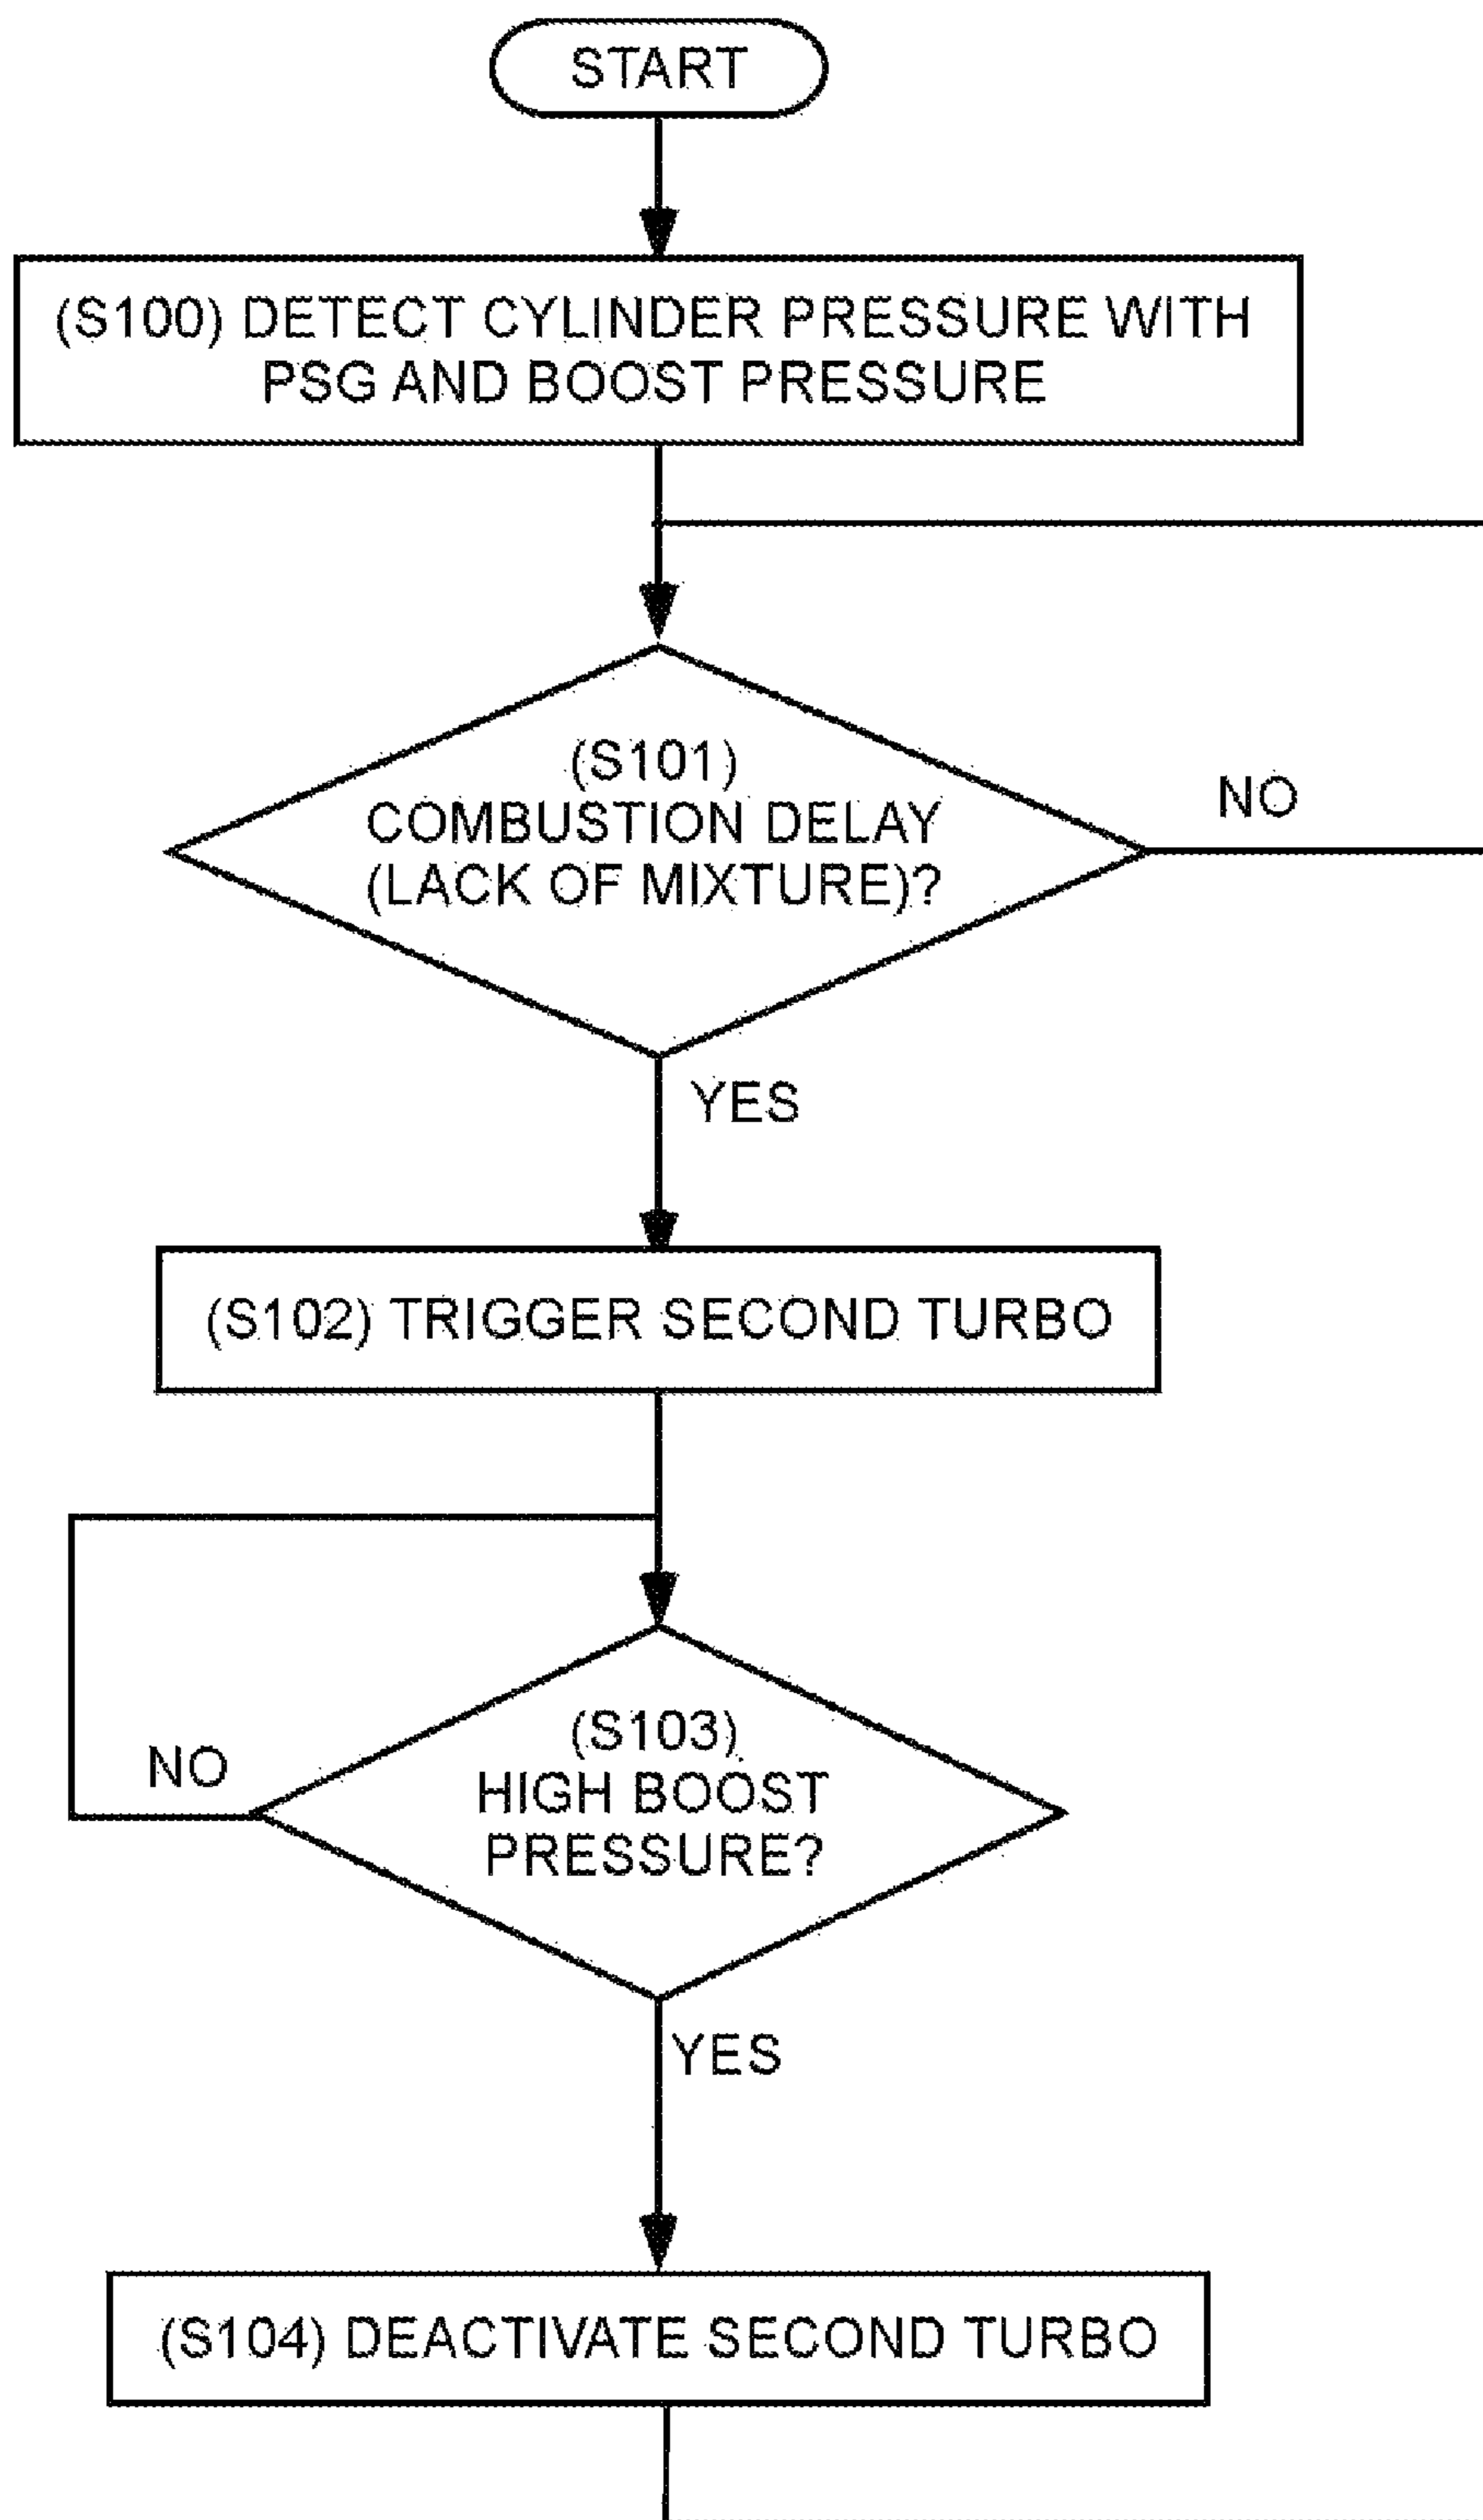 START
(S100) DETECT CYLINDER PRESSURE WITH
PSG AND BOOST PRESSURE
(S101)
COMBUSTION DELAY
(LACK OF MIXTURE)?
NO
YES
(S102) TRIGGER SECOND TURBO
(S103)
HIGH BOOST
PRESSURE?
NO
YES
(S104) DEACTIVATE SECOND TURBO